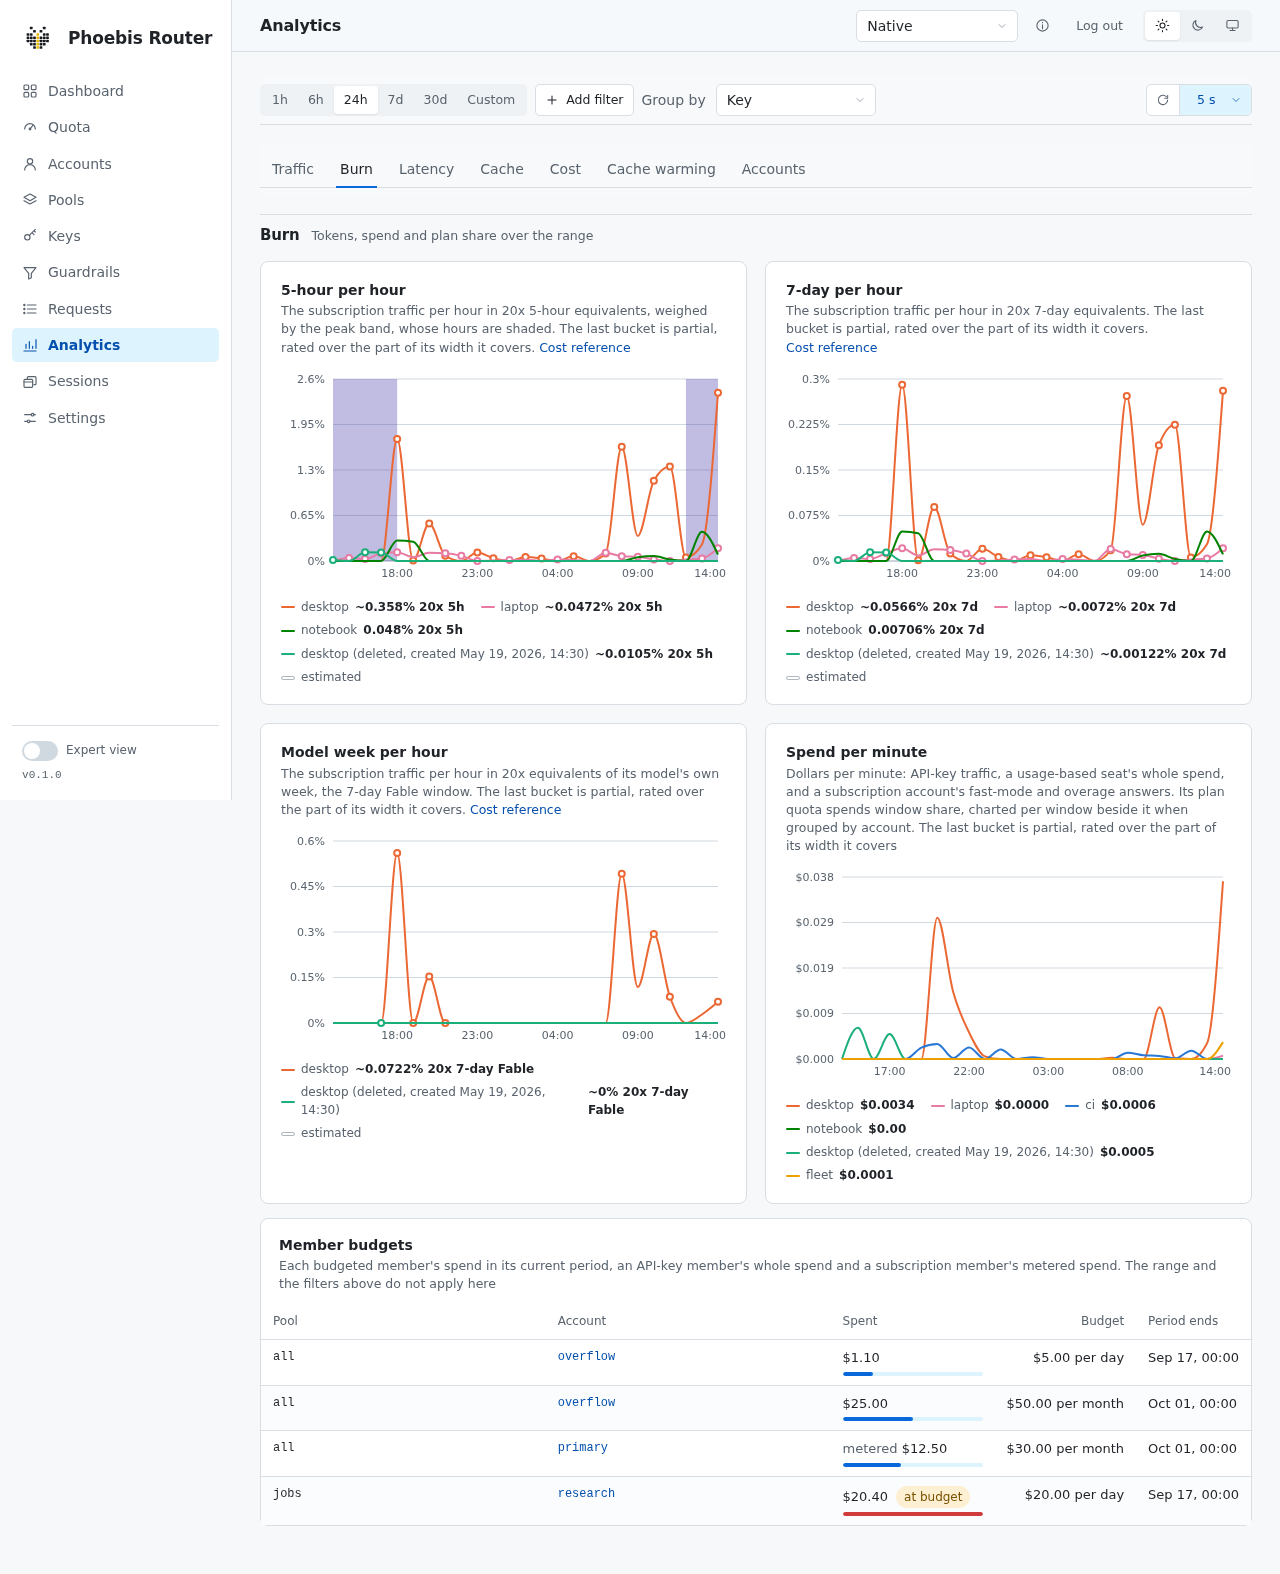 Phoebis Router
Dashboard
Quota
Accounts
Pools
Keys
Guardrails
Requests
Analytics
Sessions
Settings
Expert view
v0.1.0
Analytics
Native
Log out
1h 6h 24h 7d 30d Custom
Add filter
Group by
Key
5 s
Traffic Burn Latency Cache Cost Cache warming Accounts
Burn Tokens, spend and plan share over the range
5-hour per hour
The subscription traffic per hour in 20x 5-hour equivalents, weighed
by the peak band, whose hours are shaded. The last bucket is partial,
rated over the part of its width it covers. Cost reference
2.6%
1.95%
1.3%
0.65%
0%
18:00 23:00 04:00 09:00 14:00
desktop ~0.358% 20x 5h laptop ~0.0472% 20x 5h
notebook 0.048% 20x 5h
desktop (deleted, created May 19, 2026, 14:30) ~0.0105% 20x 5h
estimated
7-day per hour
The subscription traffic per hour in 20x 7-day equivalents. The last
bucket is partial, rated over the part of its width it covers.
Cost reference
0.3%
0.225%
0.15%
0.075%
0%
18:00 23:00 04:00 09:00 14:00
desktop ~0.0566% 20x 7d laptop ~0.0072% 20x 7d
notebook 0.00706% 20x 7d
desktop (deleted, created May 19, 2026, 14:30) ~0.00122% 20x 7d
estimated
Model week per hour
The subscription traffic per hour in 20x equivalents of its model's own
week, the 7-day Fable window. The last bucket is partial, rated over
the part of its width it covers. Cost reference
0.6%
0.45%
0.3%
0.15%
0%
18:00 23:00 04:00 09:00 14:00
desktop ~0.0722% 20x 7-day Fable
desktop (deleted, created May 19, 2026, ~0% 20x 7-day
14:30) Fable
estimated
Spend per minute
Dollars per minute: API-key traffic, a usage-based seat's whole spend,
and a subscription account's fast-mode and overage answers. Its plan
quota spends window share, charted per window beside it when
grouped by account. The last bucket is partial, rated over the part of
its width it covers
$0.038
$0.029
$0.019
$0.009
$0.000
17:00 22:00 03:00 08:00 14:00
desktop $0.0034 laptop $0.0000 ci $0.0006
notebook $0.00
desktop (deleted, created May 19, 2026, 14:30) $0.0005
fleet $0.0001
Member budgets
Each budgeted member's spend in its current period, an API-key member's whole spend and a subscription member's metered spend. The range and
the filters above do not apply here
Pool Account Spent Budget Period ends
all overflow $1.10 $5.00 per day Sep 17, 00:00
all overflow $25.00 $50.00 per month Oct 01, 00:00
all primary metered $12.50 $30.00 per month Oct 01, 00:00
jobs research $20.40 at budget $20.00 per day Sep 17, 00:00